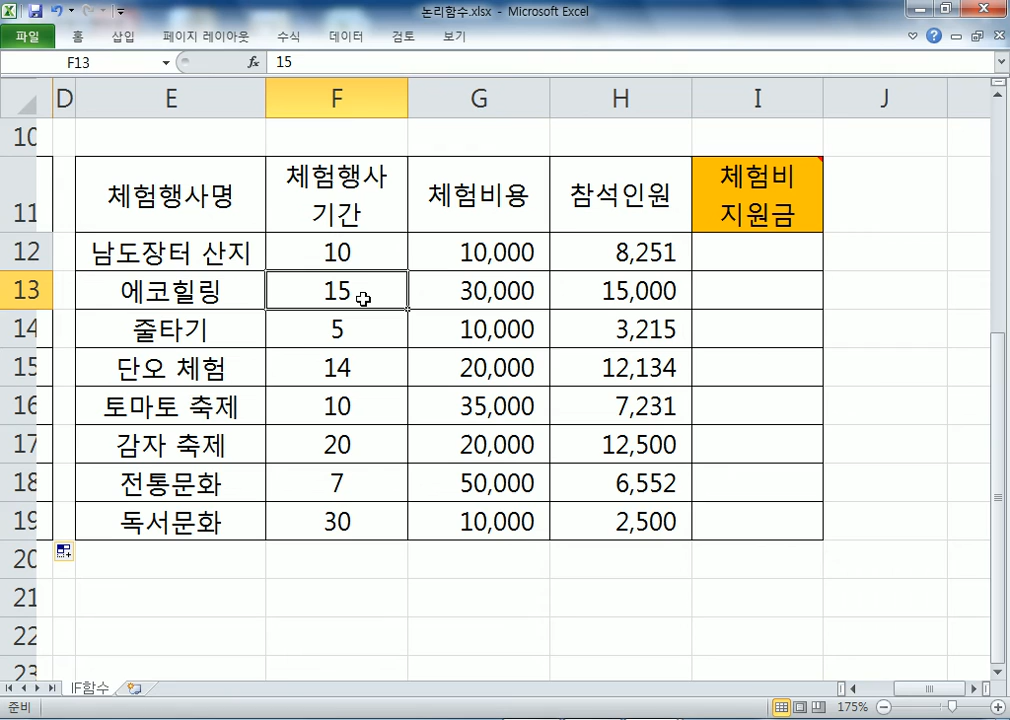 논리함수.xlsx - Microsoft Excel
파일 홈 삽입 페이지 레이아웃 수식 데이터 검토 보기
F13 fx 15
D E F G H I J
10
11 체험행사명 체험행사 기간 체험비용 참석인원 체험비 지원금
12 남도장터 산지 10 10,000 8,251
13 에코힐링 15 30,000 15,000
14 줄타기 5 10,000 3,215
15 단오 체험 14 20,000 12,134
16 토마토 축제 10 35,000 7,231
17 감자 축제 20 20,000 12,500
18 전통문화 7 50,000 6,552
19 독서문화 30 10,000 2,500
20
21
22
23
IF함수
준비 175%